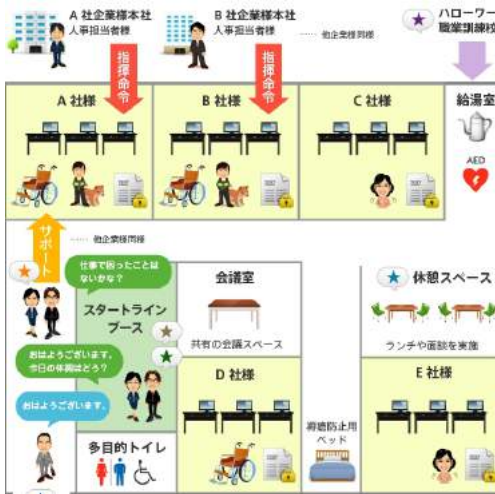 A 社企業様本社
人事担当者様
B 社企業様本社
人事担当者様
…… 他企業様同様
ハローワー
職業訓練校
指揮命令
指揮命令
A 社様
B 社様
C 社様
給湯室
AED
サポート
…… 他企業様同様
仕事で困ったことは
ないかな？
スタートライン
ブース
おはようございます。
今日の体調はどう？
おはようございます。
会議室
共有の会議スペース
休憩スペース
ランチや面談を実施
D 社様
E 社様
褥瘡防止用
ベッド
多目的トイレ